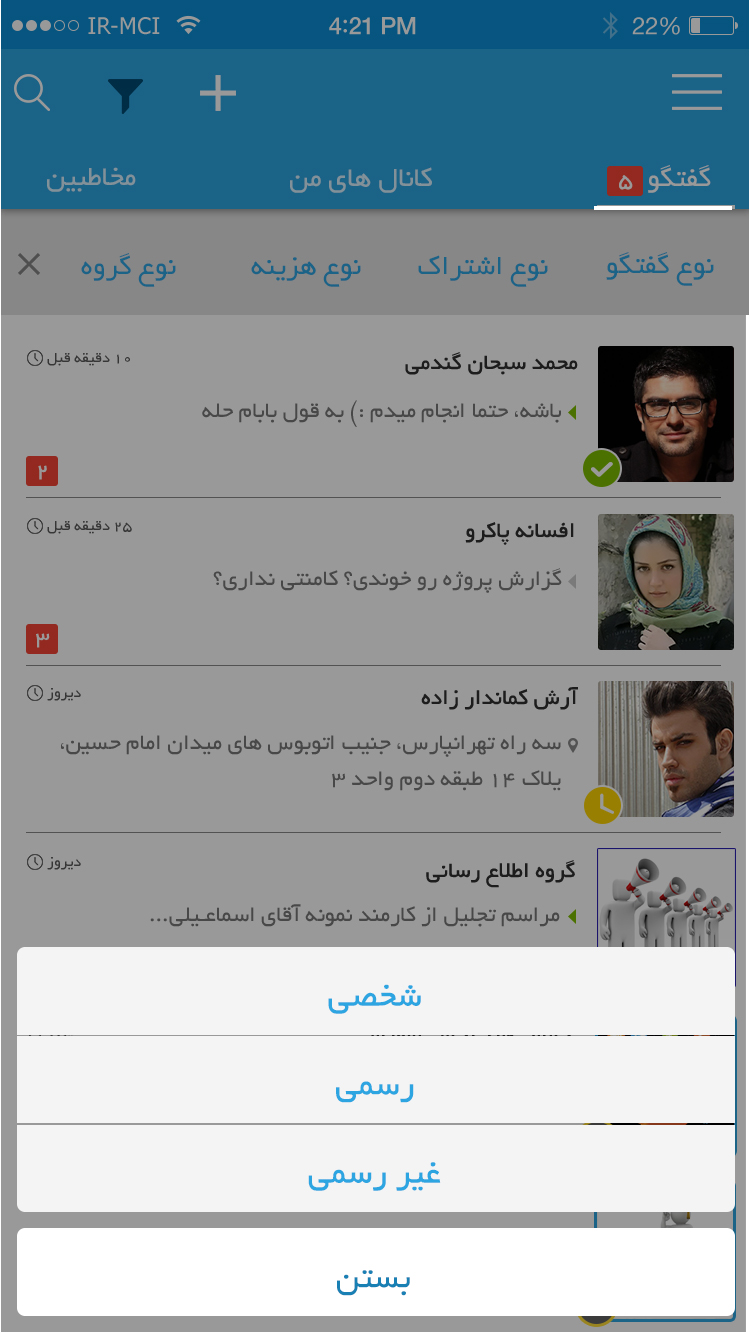 IR-MCI 4:21 PM 22%
گفتگو ۵ کانال های من مخاطبین
نوع گفتگو نوع اشتراک نوع هزینه نوع گروه
محمد سبحان گندمی ۱۰ دقیقه قبل
باشه، حتما انجام میدم :) به قول بابام حله
۲
افسانه پاکرو ۲۵ دقیقه قبل
گزارش پروژه رو خوندی؟ کامنتی نداری؟
۳
آرش کماندار زاده دیروز
سه راه تهرانپارس، جنیب اتوبوس های میدان امام حسین،
پلاک ۱۴ طبقه دوم واحد ۳
گروه اطلاع رسانی دیروز
مراسم تجلیل از کارمند نمونه آقای اسماعیلی...
شخصی
رسمی
غیر رسمی
بستن